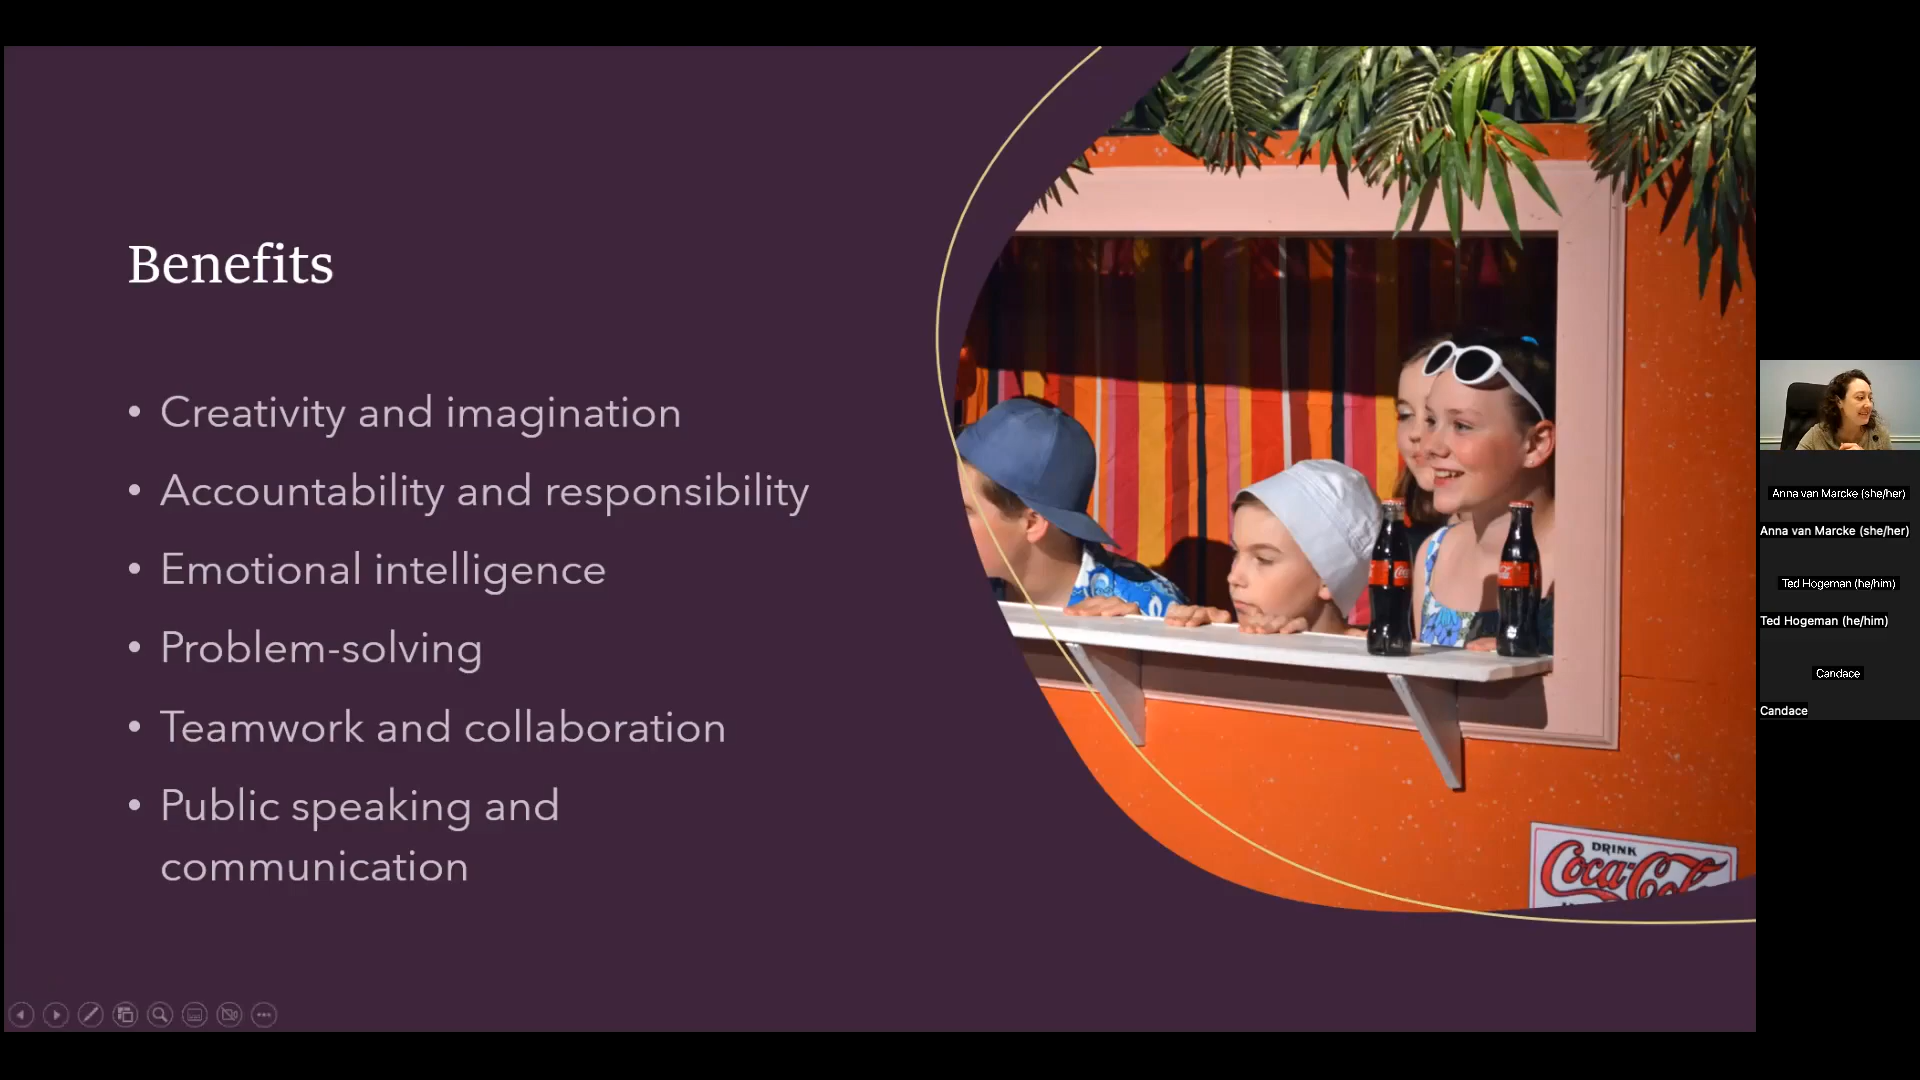 Benefits
• Creativity and imagination
• Accountability and responsibility
• Emotional intelligence
• Problem-solving
• Teamwork and collaboration
• Public speaking and
communication
DRINK
Coca-Col
Anna van Marcke (she/her)
Anna van Marcke (she/her)
Ted Hogeman (he/him)
Ted Hogeman (he/him)
Candace
Candace